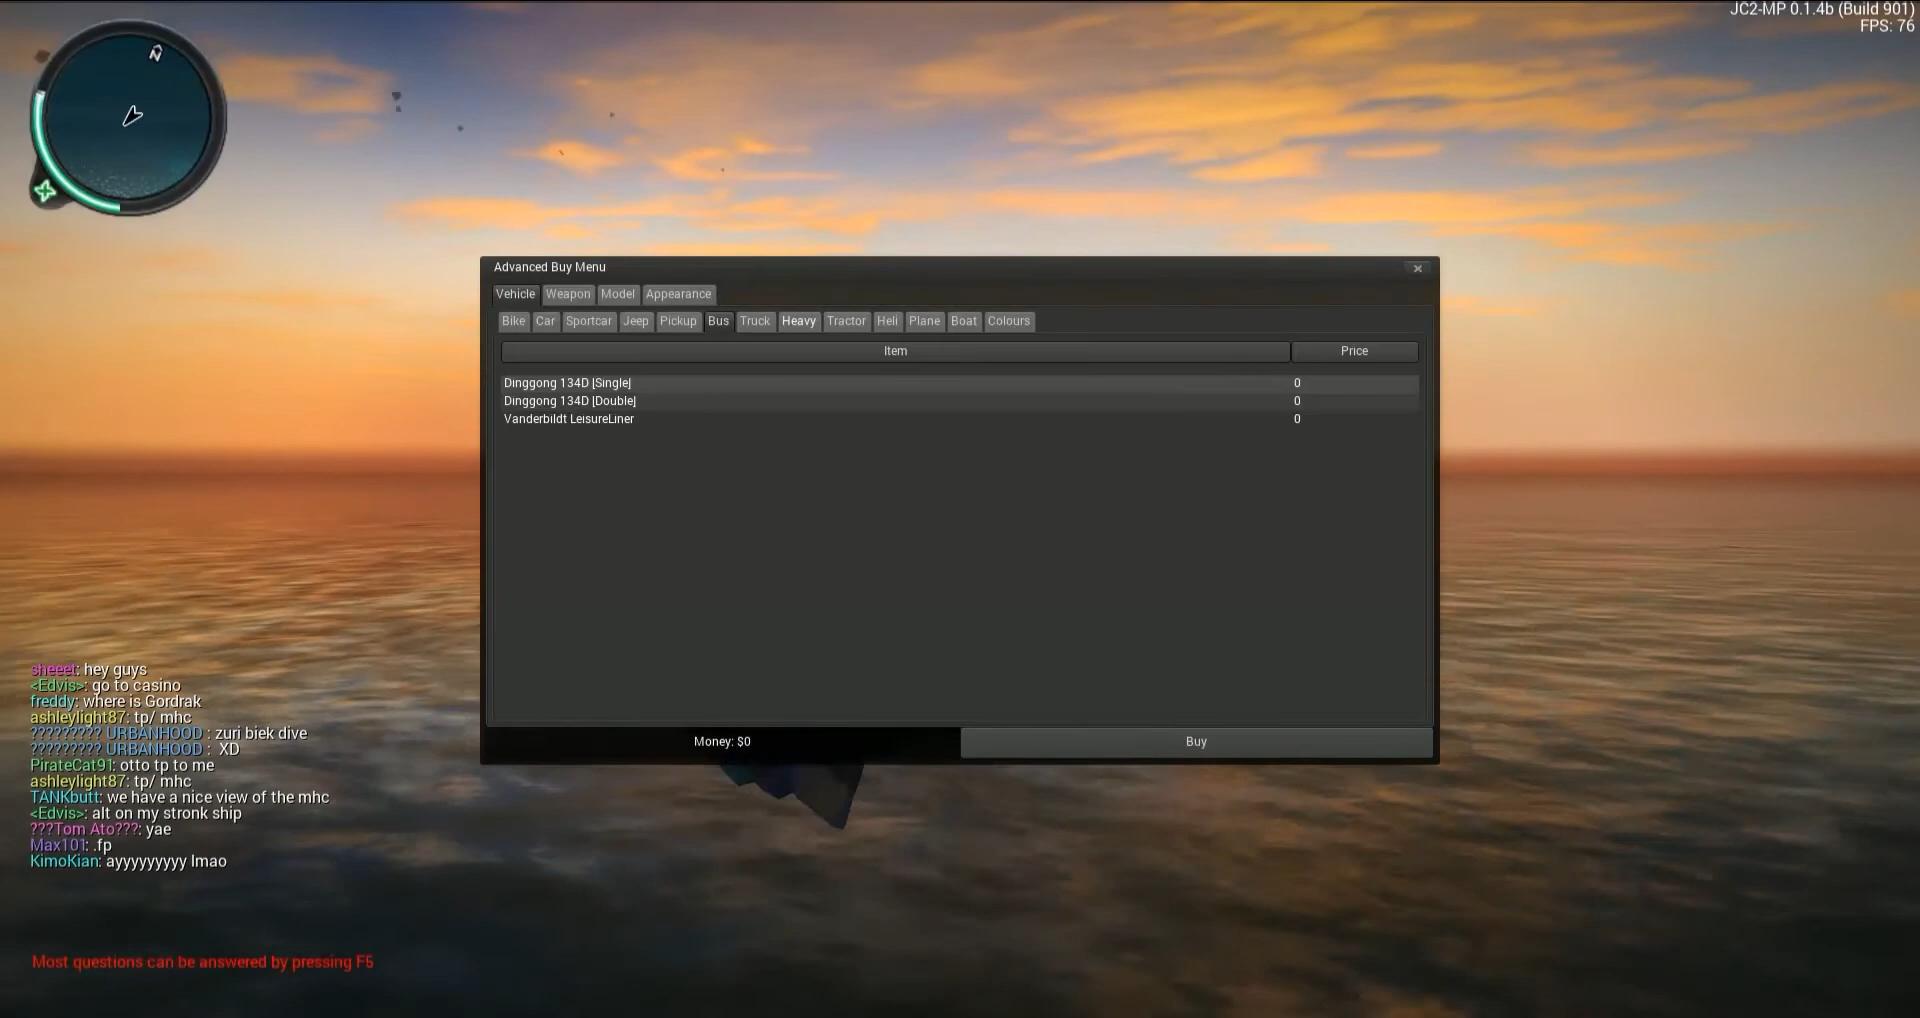 JC2-MP 0.1.4b (Build 901)
FPS: 76
N
Advanced Buy Menu
Vehicle Weapon Model Appearance
Bike Car Sportcar Jeep Pickup Bus Truck Heavy Tractor Heli Plane Boat Colours
Item Price
Dinggong 134D [Single] 0
Dinggong 134D [Double] 0
Vanderbildt LeisureLiner 0
Money: $0 Buy
sheeet: hey guys
<Edvis>: go to casino
freddy: where is Gordrak
ashleylight87: tp/ mhc
????????? URBANHOOD : zuri biek dive
????????? URBANHOOD : XD
PirateCat91: otto tp to me
ashleylight87: tp/ mhc
TANKbutt: we have a nice view of the mhc
<Edvis>: alt on my stronk ship
???Tom Ato???: yae
Max101: .fp
KimoKian: ayyyyyyyyy lmao
Most questions can be answered by pressing F5